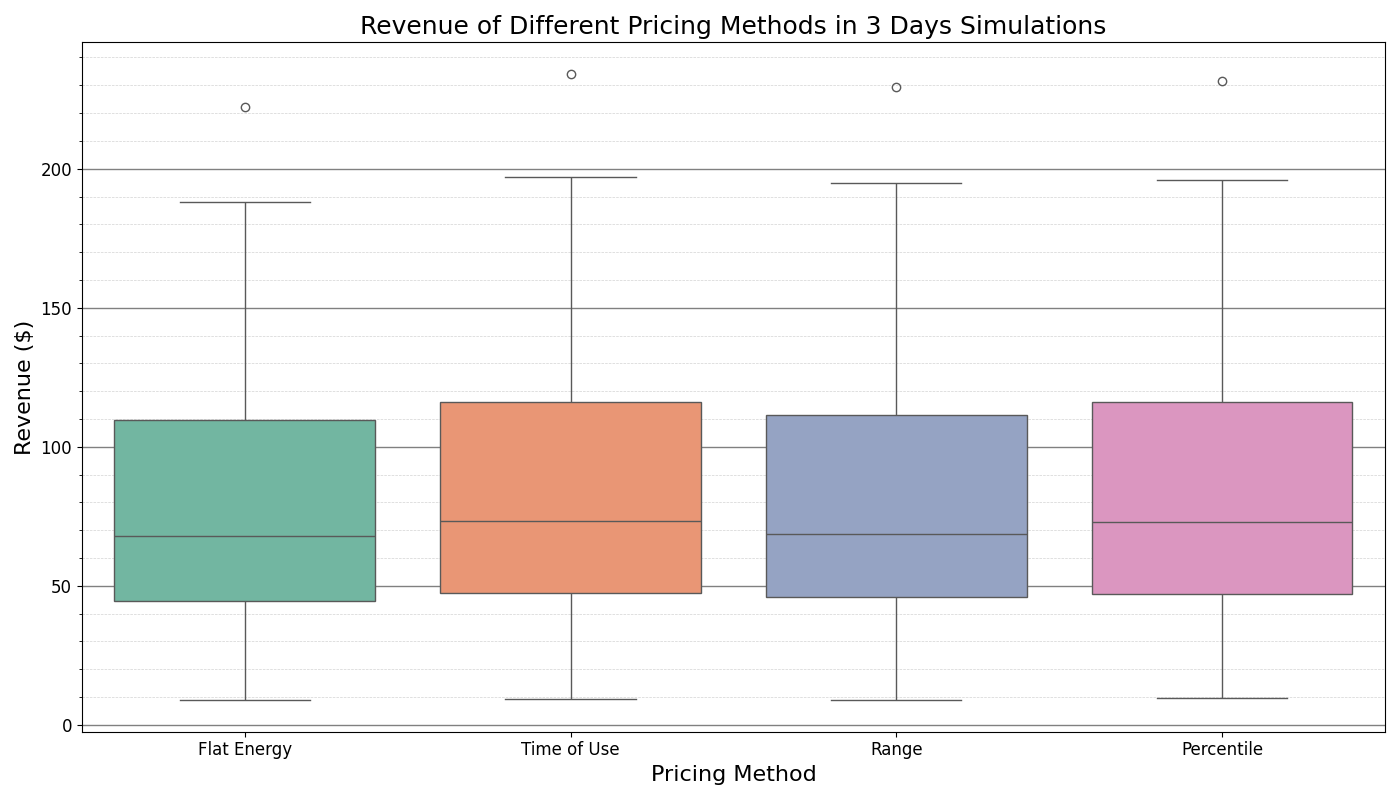 Revenue of Different Pricing Methods in 3 Days Simulations
Revenue ($)
200
150
100
50
0
Flat Energy
Time of Use
Range
Percentile
Pricing Method